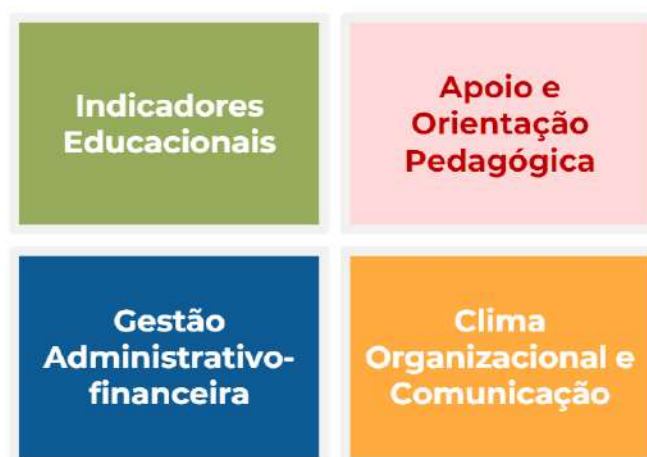 Indicadores
Educacionais
Apoio e
Orientação
Pedagógica
Gestão
Administrativo-
financeira
Clima
Organizacional e
Comunicação